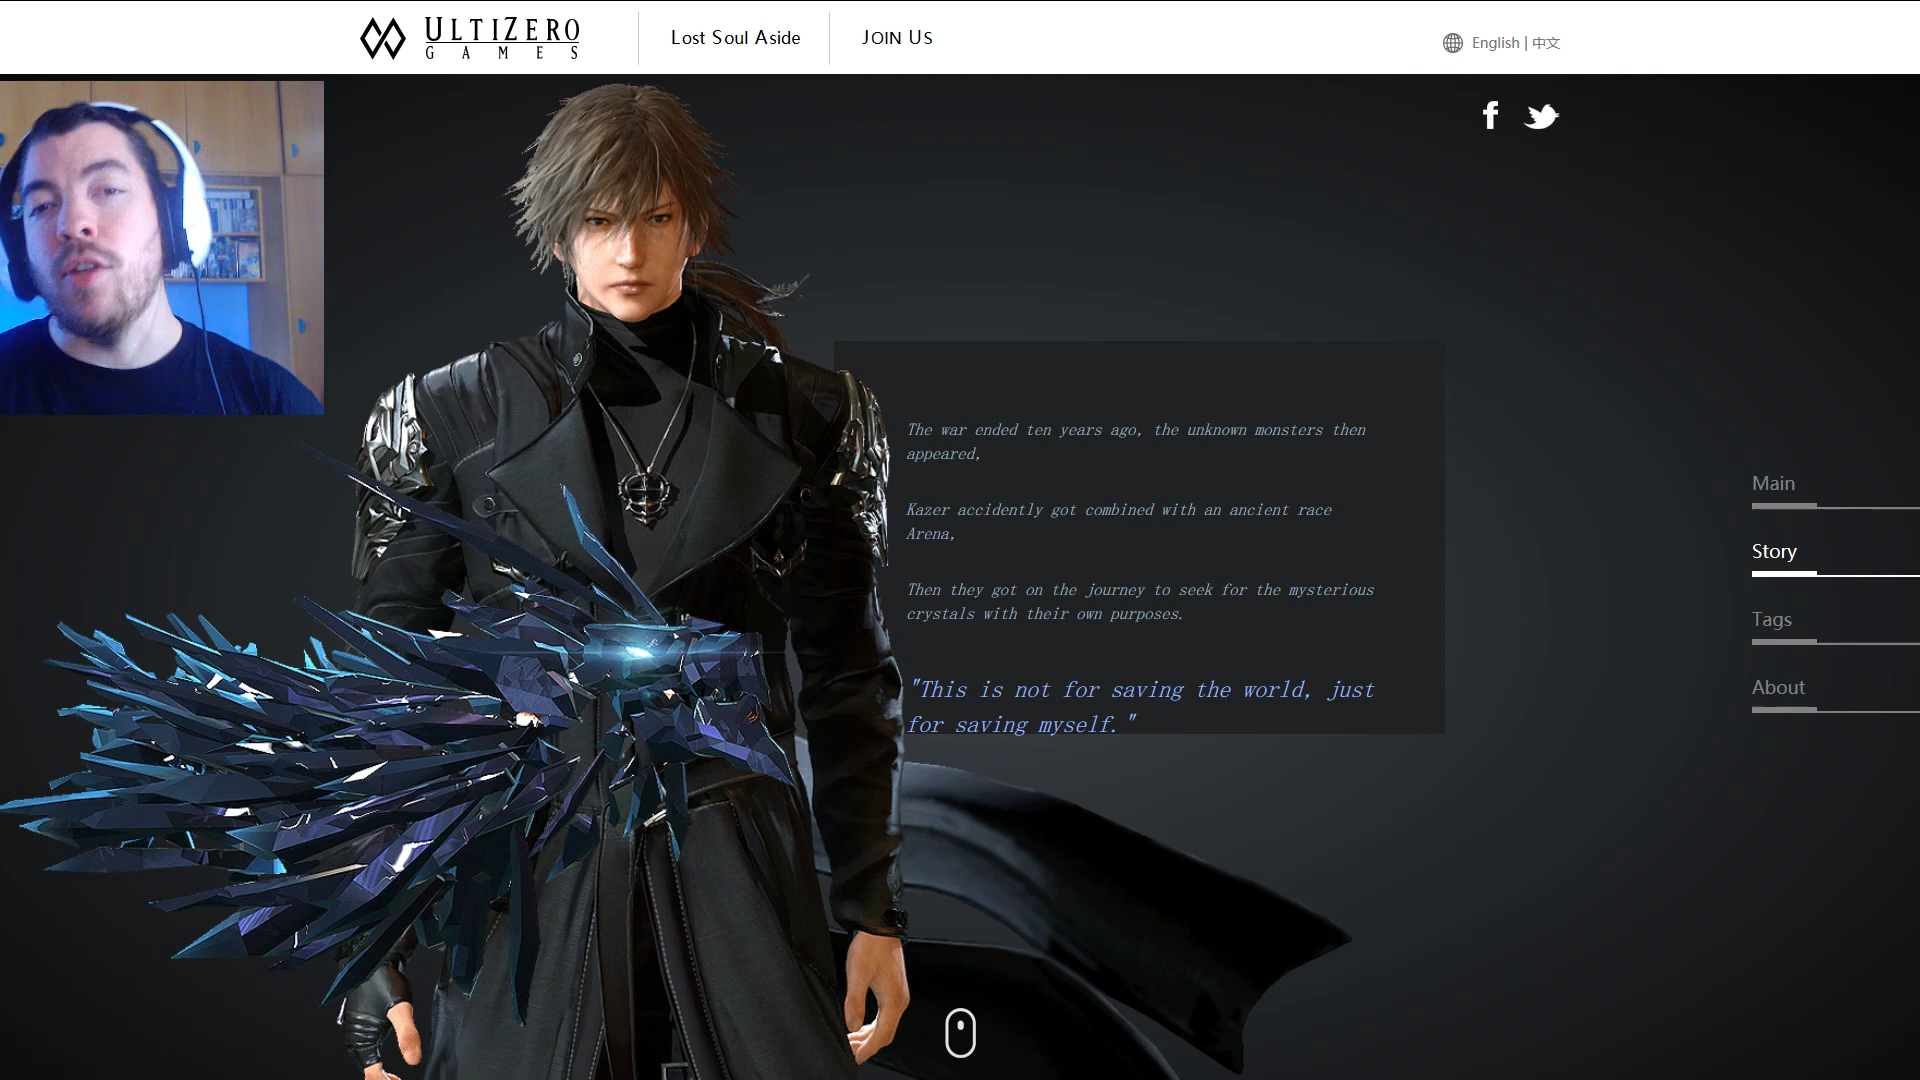 ULTIZERO
GAMES
Lost Soul Aside
JOIN US
English | 中文
The war ended ten years ago, the unknown monsters then
appeared,
Kazer accidently got combined with an ancient race
Arena,
Then they got on the journey to seek for the mysterious
crystals with their own purposes.
"This is not for saving the world, just
for saving myself."
Main
Story
Tags
About